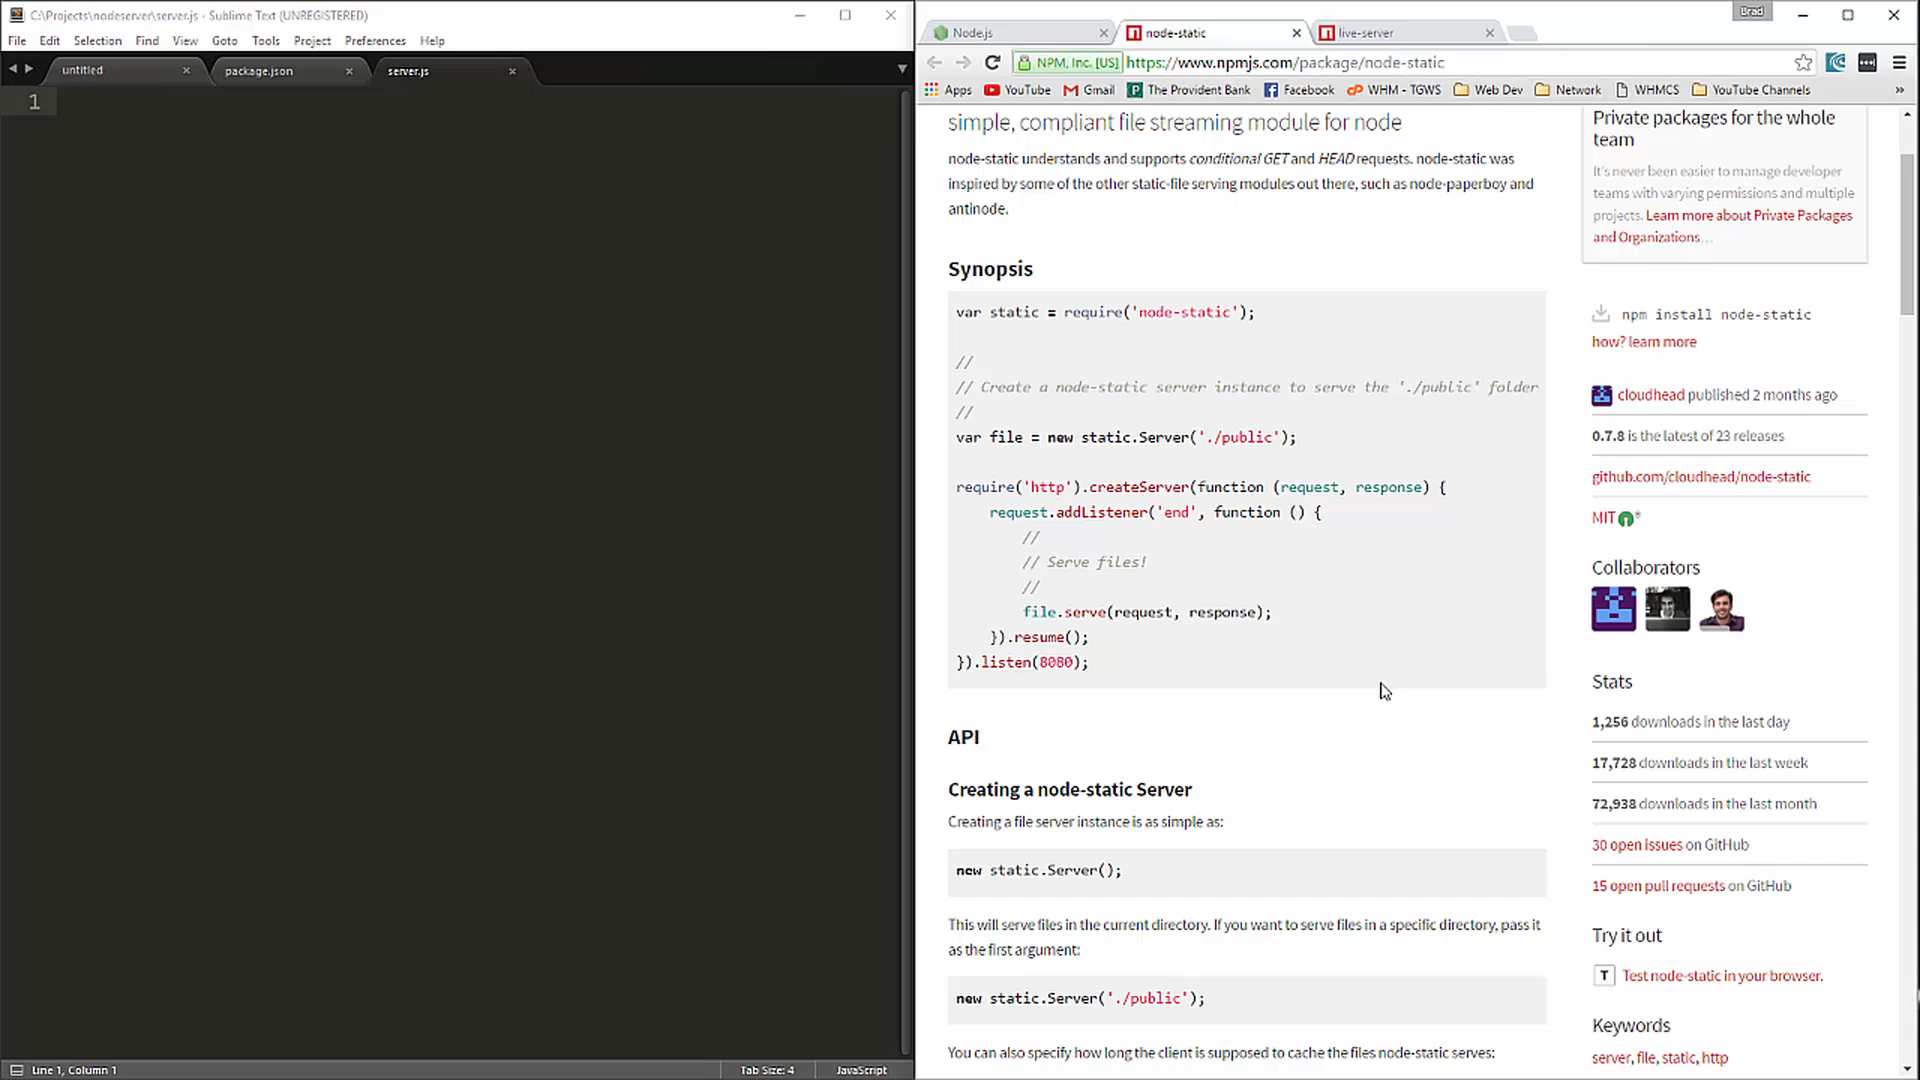 C:\Projects\nodeserver\server.js - Sublime Text (UNREGISTERED)
File Edit Selection Find View Goto Tools Project Preferences Help
untitled
package.json
server.js
1
Line 1, Column 1
Tab Size: 4
JavaScript
Brad
Node.js
node-static
live-server
NPM, Inc. [US] https://www.npmjs.com/package/node-static
Apps YouTube Gmail The Provident Bank Facebook WHM - TGWS Web Dev Network WHMCS YouTube Channels »
simple, compliant file streaming module for node
node-static understands and supports conditional GET and HEAD requests. node-static was
inspired by some of the other static-file serving modules out there, such as node-paperboy and
antinode.
Synopsis
var static = require('node-static');
//
// Create a node-static server instance to serve the './public' folder
//
var file = new static.Server('./public');
require('http').createServer(function (request, response) {
request.addListener('end', function () {
//
// Serve files!
//
file.serve(request, response);
}).resume();
}).listen(8080);
API
Creating a node-static Server
Creating a file server instance is as simple as:
new static.Server();
This will serve files in the current directory. If you want to serve files in a specific directory, pass it
as the first argument:
new static.Server('./public');
You can also specify how long the client is supposed to cache the files node-static serves:
Private packages for the whole
team
It's never been easier to manage developer
teams with varying permissions and multiple
projects. Learn more about Private Packages
and Organizations…
npm install node-static
how? learn more
cloudhead published 2 months ago
0.7.8 is the latest of 23 releases
github.com/cloudhead/node-static
MIT
Collaborators
Stats
1,256 downloads in the last day
17,728 downloads in the last week
72,938 downloads in the last month
30 open issues on GitHub
15 open pull requests on GitHub
Try it out
T Test node-static in your browser.
Keywords
server, file, static, http